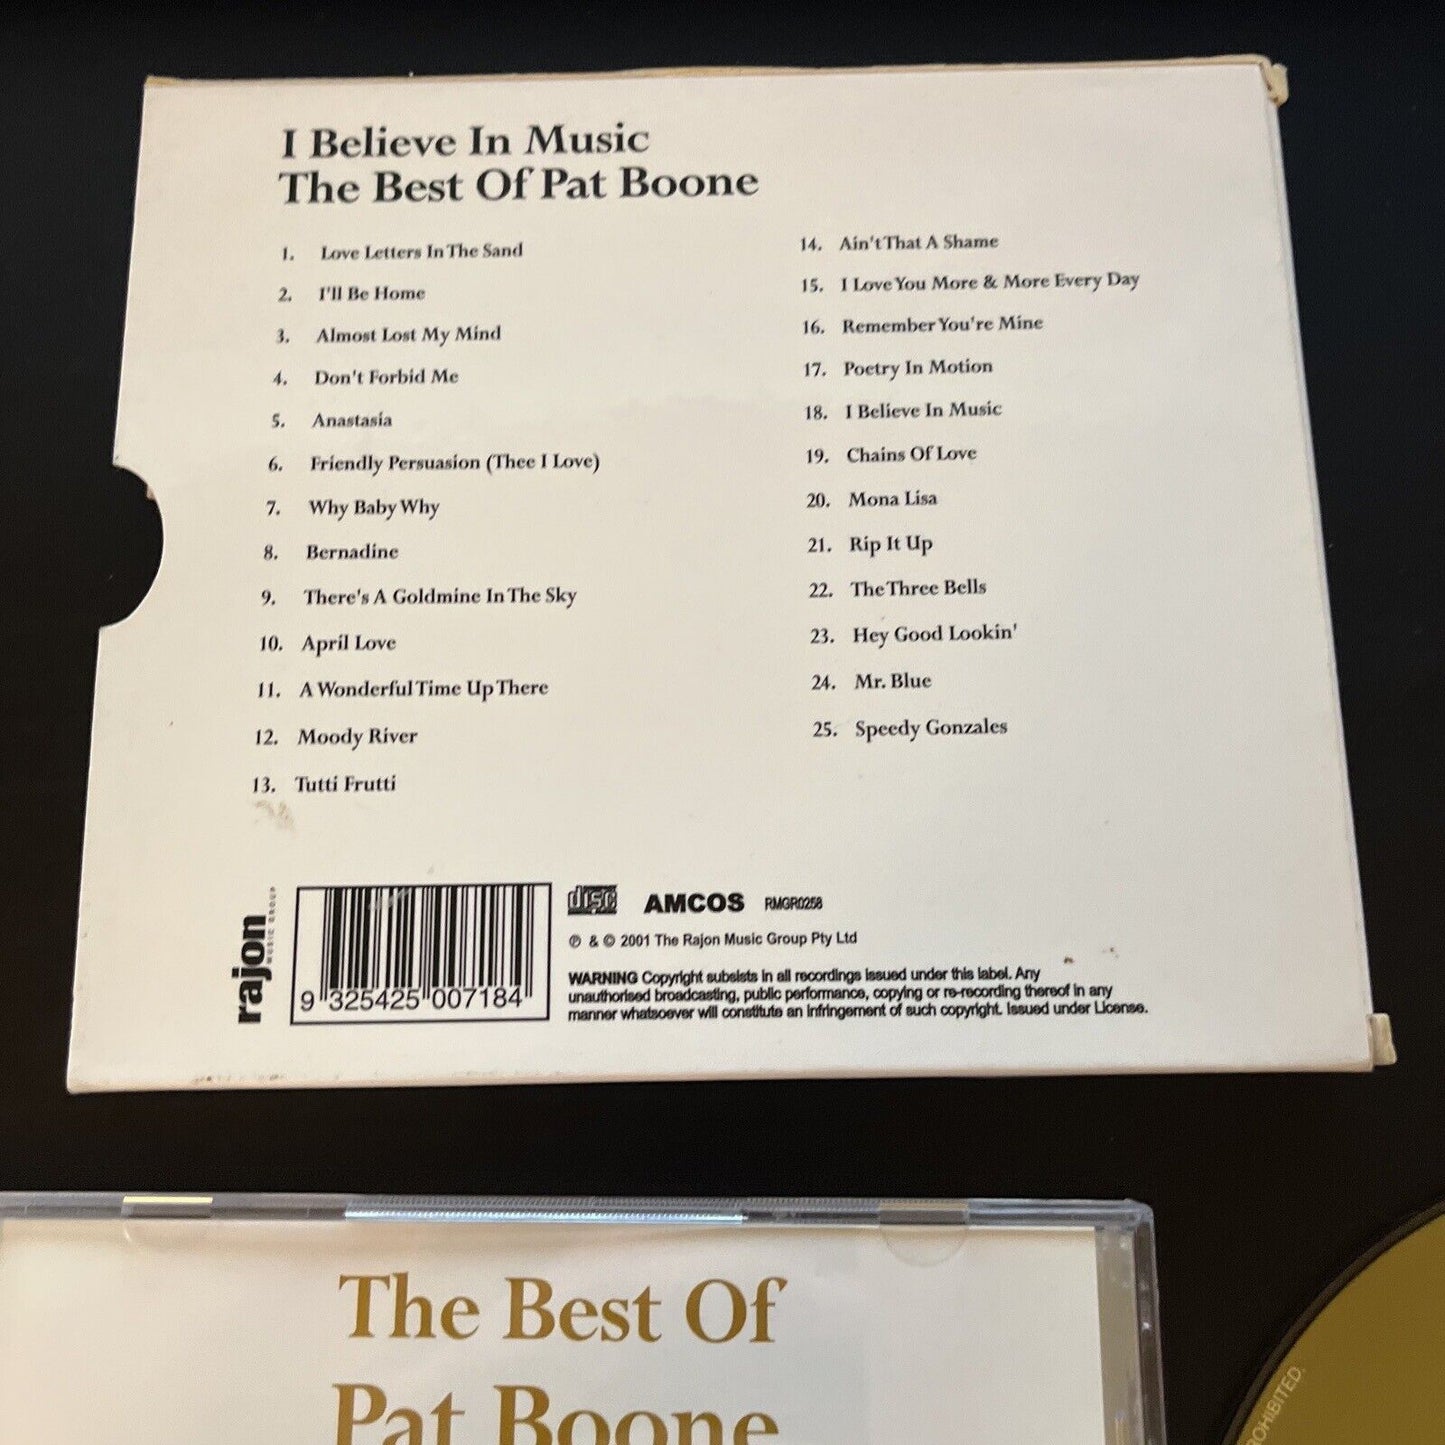 I Believe In Music
The Best Of Pat Boone
1. Love Letters In The Sand
2. I'll Be Home
3. Almost Lost My Mind
4. Don't Forbid Me
5. Anastasia
6. Friendly Persuasion (Thee I Love)
7. Why Baby Why
8. Bernadine
9. There's A Goldmine In The Sky
10. April Love
11. A Wonderful Time Up There
12. Moody River
13. Tutti Frutti
14. Ain't That A Shame
15. I Love You More & More Every Day
16. Remember You're Mine
17. Poetry In Motion
18. I Believe In Music
19. Chains Of Love
20. Mona Lisa
21. Rip It Up
22. The Three Bells
23. Hey Good Lookin'
24. Mr. Blue
25. Speedy Gonzales
rajon
MUSIC GROUP
9 325425 007184
disc
AMCOS RMGR0258
℗ & © 2001 The Rajon Music Group Pty Ltd
WARNING Copyright subsists in all recordings issued under this label. Any
unauthorised broadcasting, public performance, copying or re-recording thereof in any
manner whatsoever will constitute an infringement of such copyright. Issued under License.
The Best Of
Pat Boone